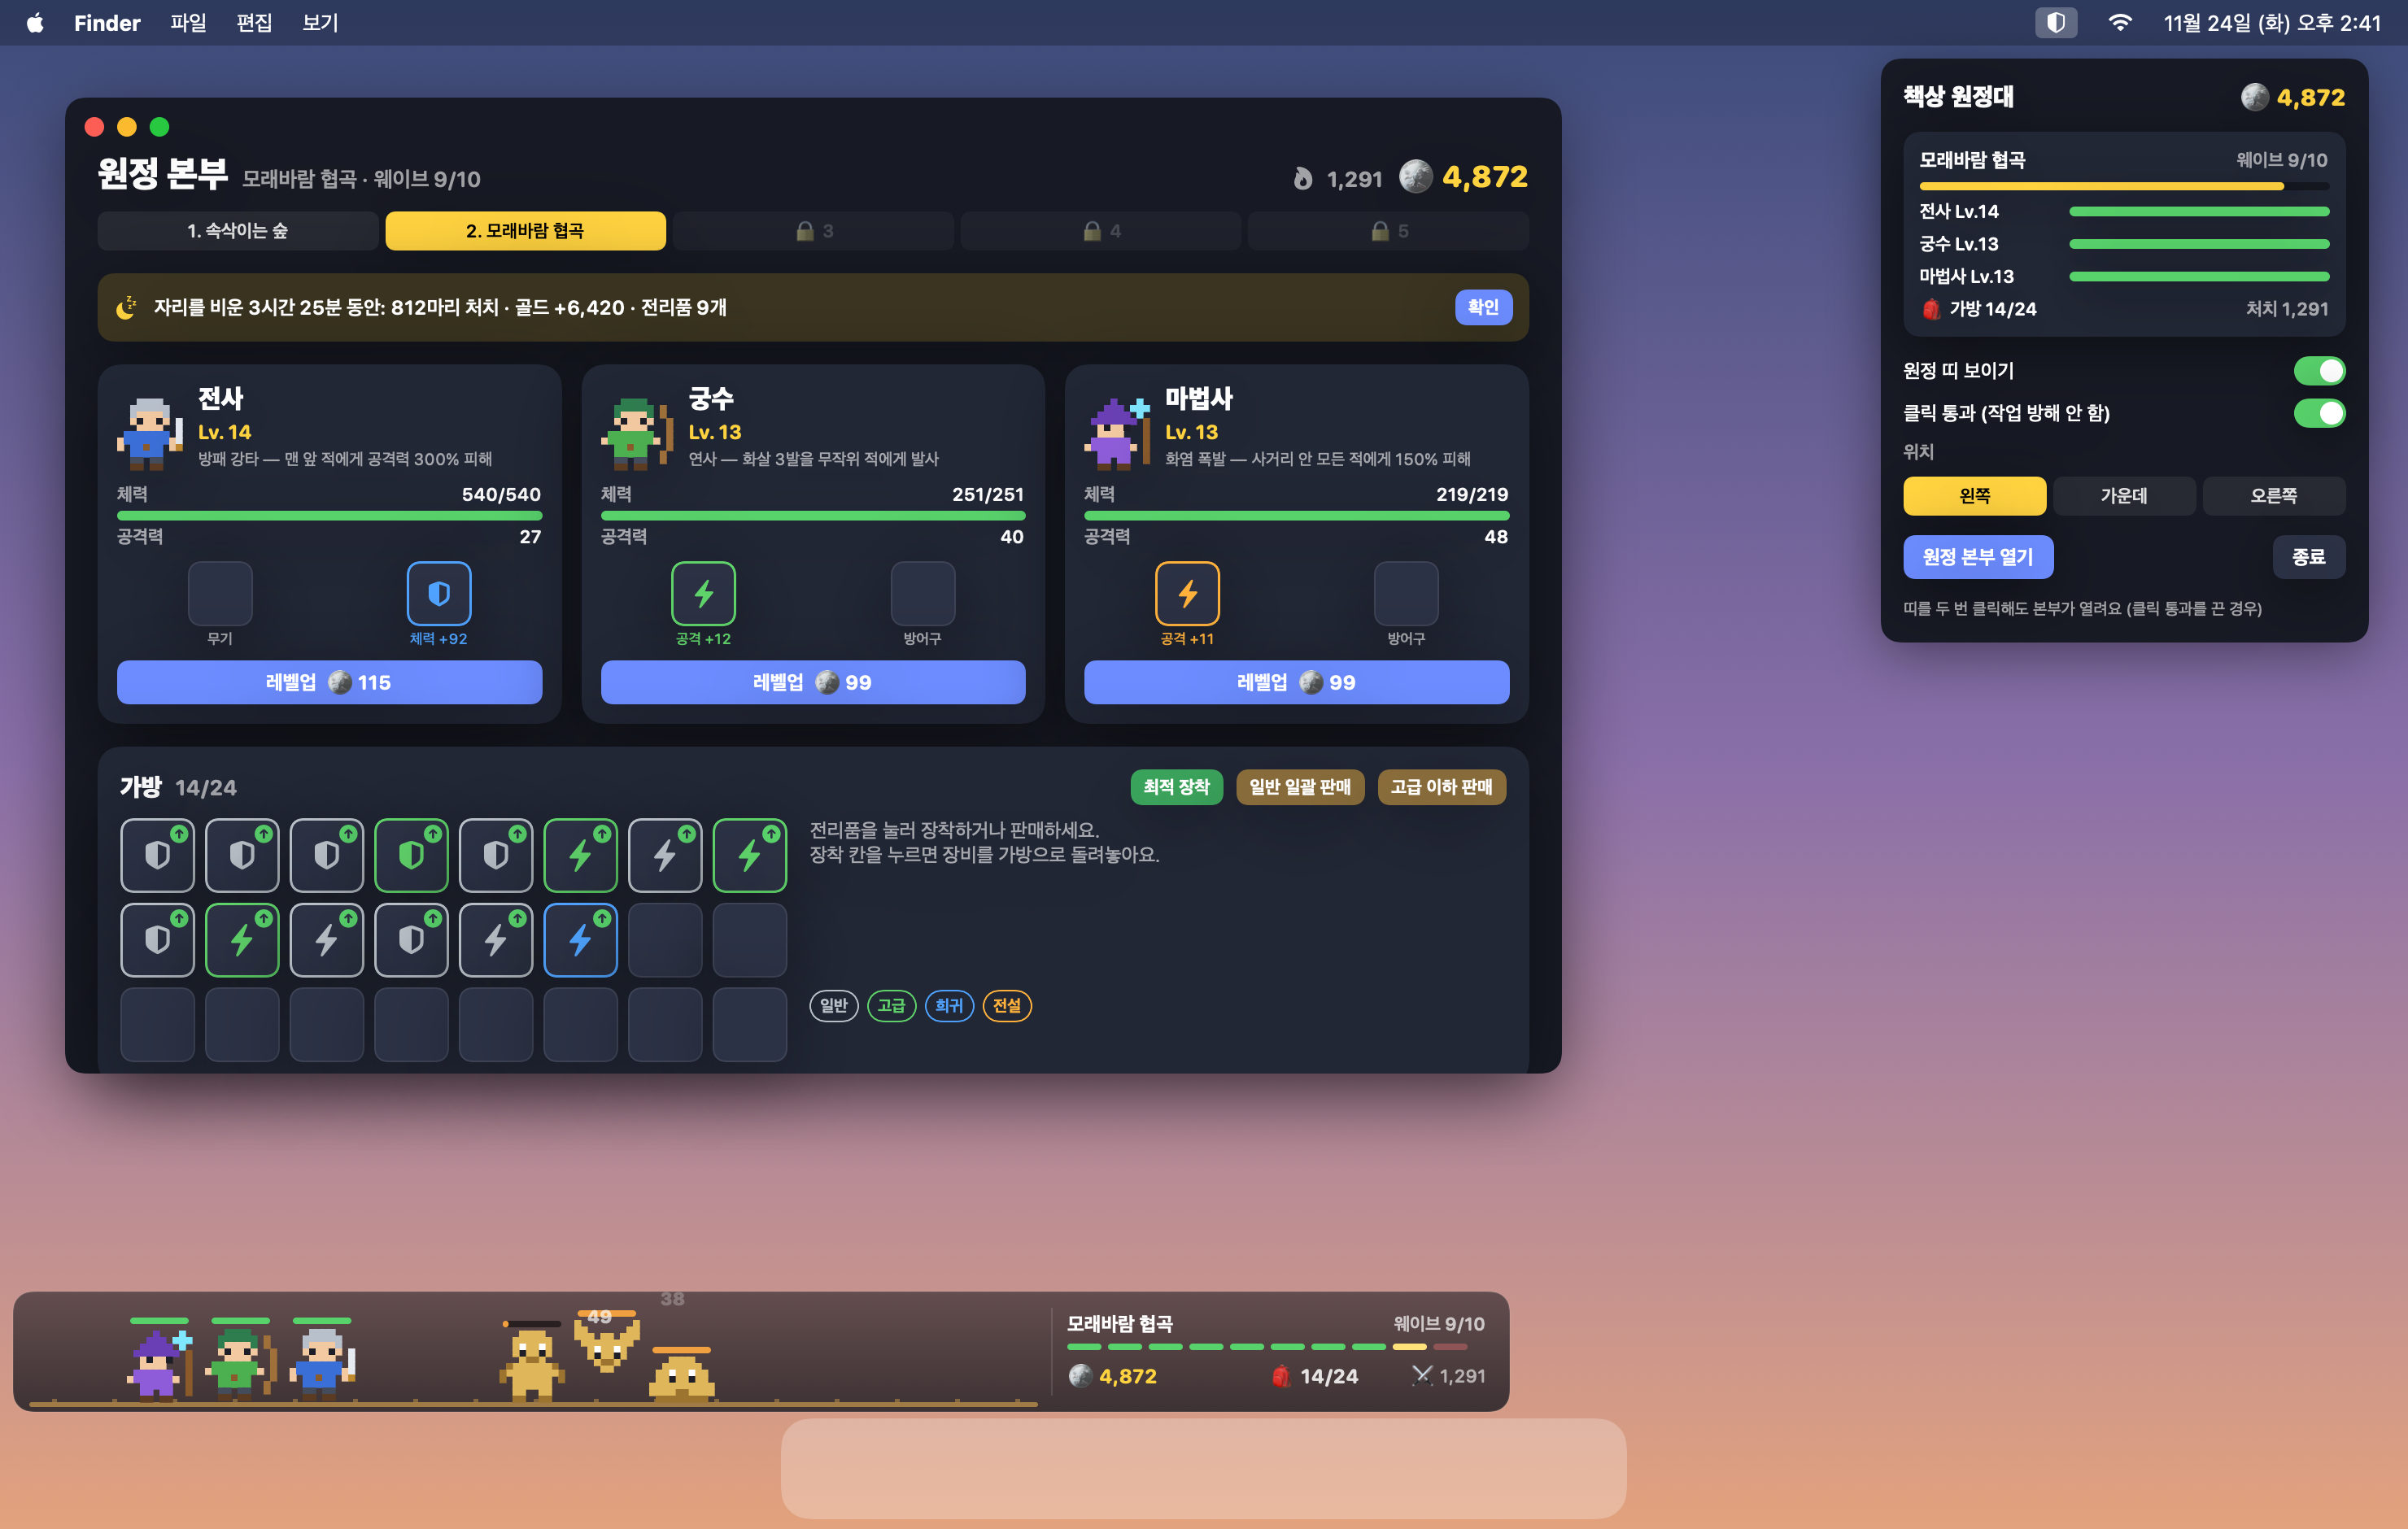 Finder 파일 편집 보기
11월 24일 (화) 오후 2:41
원정 본부 모래바람 협곡 · 웨이브 9/10
1,291 4,872
1. 속삭이는 숲 2. 모래바람 협곡 3 4 5
자리를 비운 3시간 25분 동안: 812마리 처치 · 골드 +6,420 · 전리품 9개 확인
전사
Lv. 14
방패 강타 — 맨 앞 적에게 공격력 300% 피해
체력 540/540
공격력 27
무기 체력 +92
레벨업 115
궁수
Lv. 13
연사 — 화살 3발을 무작위 적에게 발사
체력 251/251
공격력 40
공격 +12 방어구
레벨업 99
마법사
Lv. 13
화염 폭발 — 사거리 안 모든 적에게 150% 피해
체력 219/219
공격력 48
공격 +11 방어구
레벨업 99
가방 14/24
최적 장착 일반 일괄 판매 고급 이하 판매
전리품을 눌러 장착하거나 판매하세요.
장착 칸을 누르면 장비를 가방으로 돌려놓아요.
일반 고급 희귀 전설
책상 원정대 4,872
모래바람 협곡 웨이브 9/10
전사 Lv.14
궁수 Lv.13
마법사 Lv.13
가방 14/24 처치 1,291
원정 띠 보이기
클릭 통과 (작업 방해 안 함)
위치
왼쪽 가운데 오른쪽
원정 본부 열기 종료
띠를 두 번 클릭해도 본부가 열려요 (클릭 통과를 끈 경우)
38
49
모래바람 협곡 웨이브 9/10
4,872 14/24 1,291